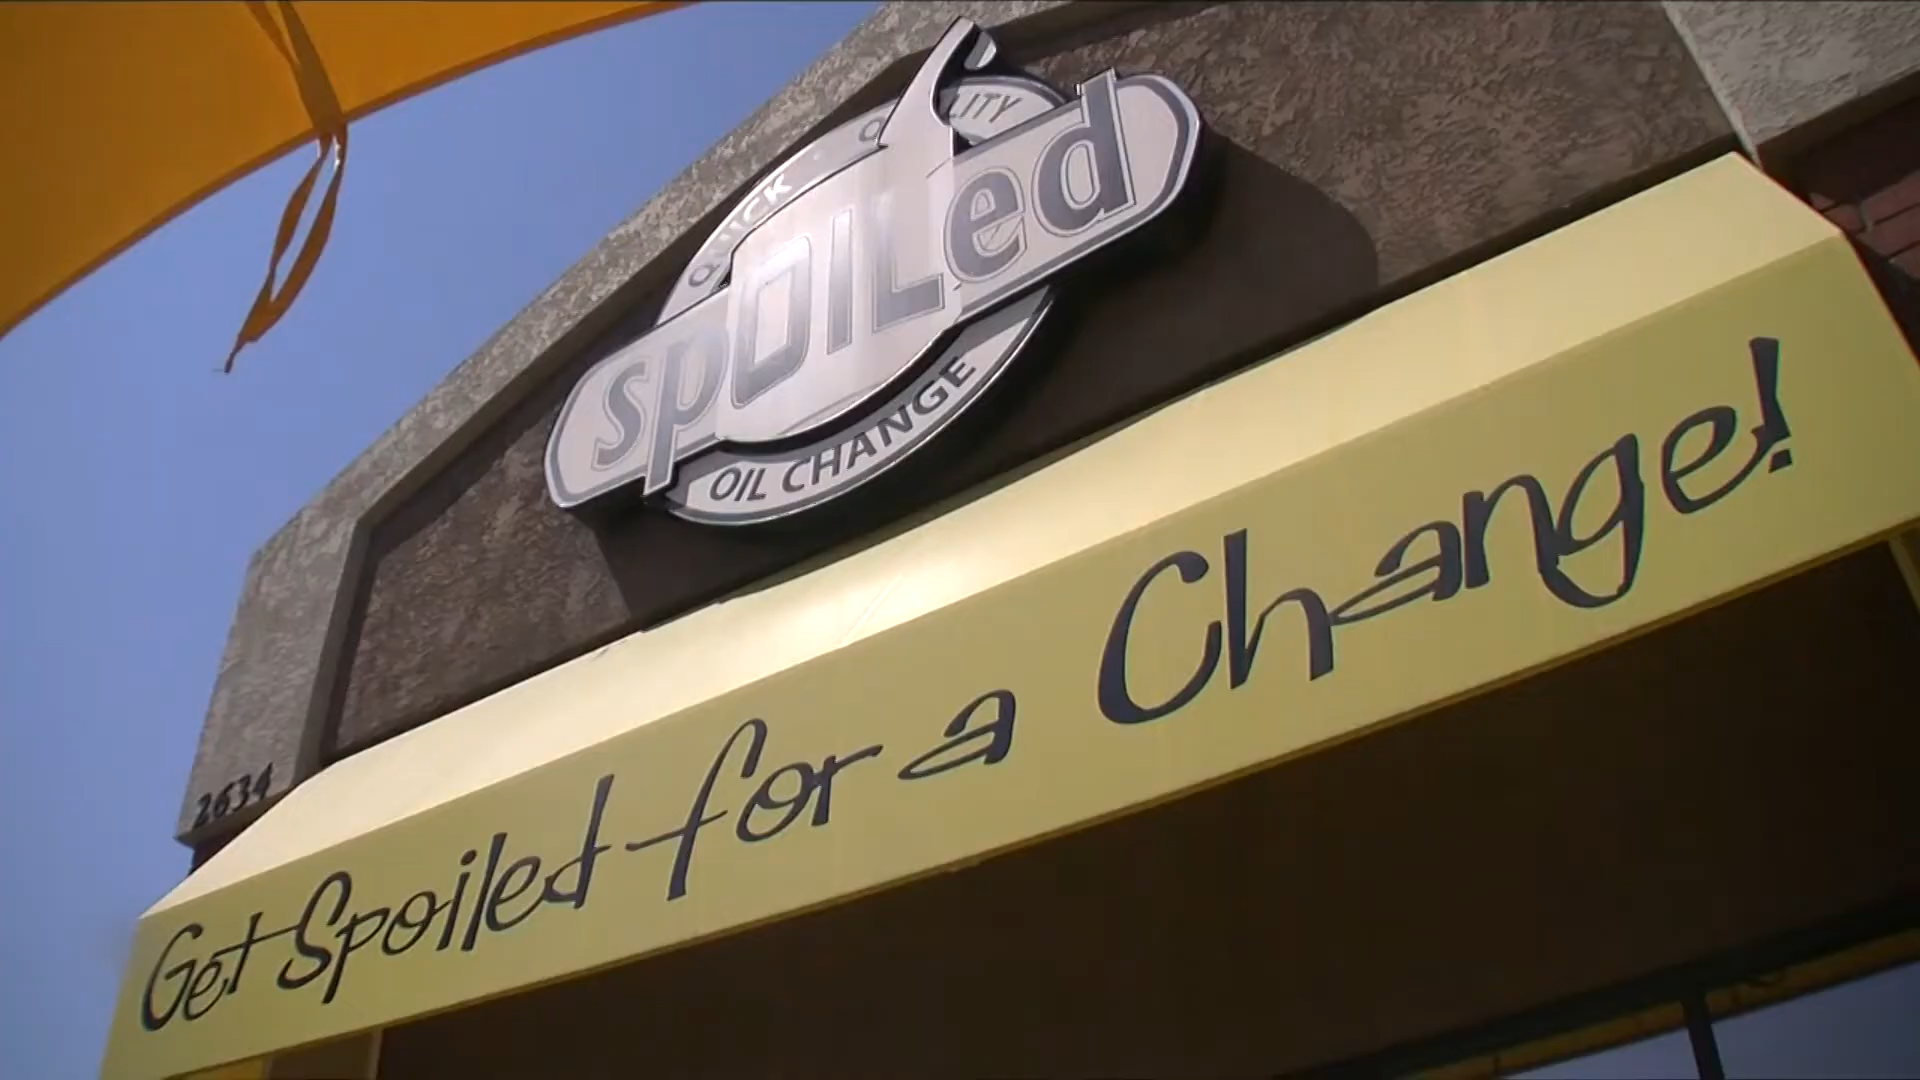 QUICK QUALITY
spOILed
OIL CHANGE
2634
Get Spoiled for a Change!